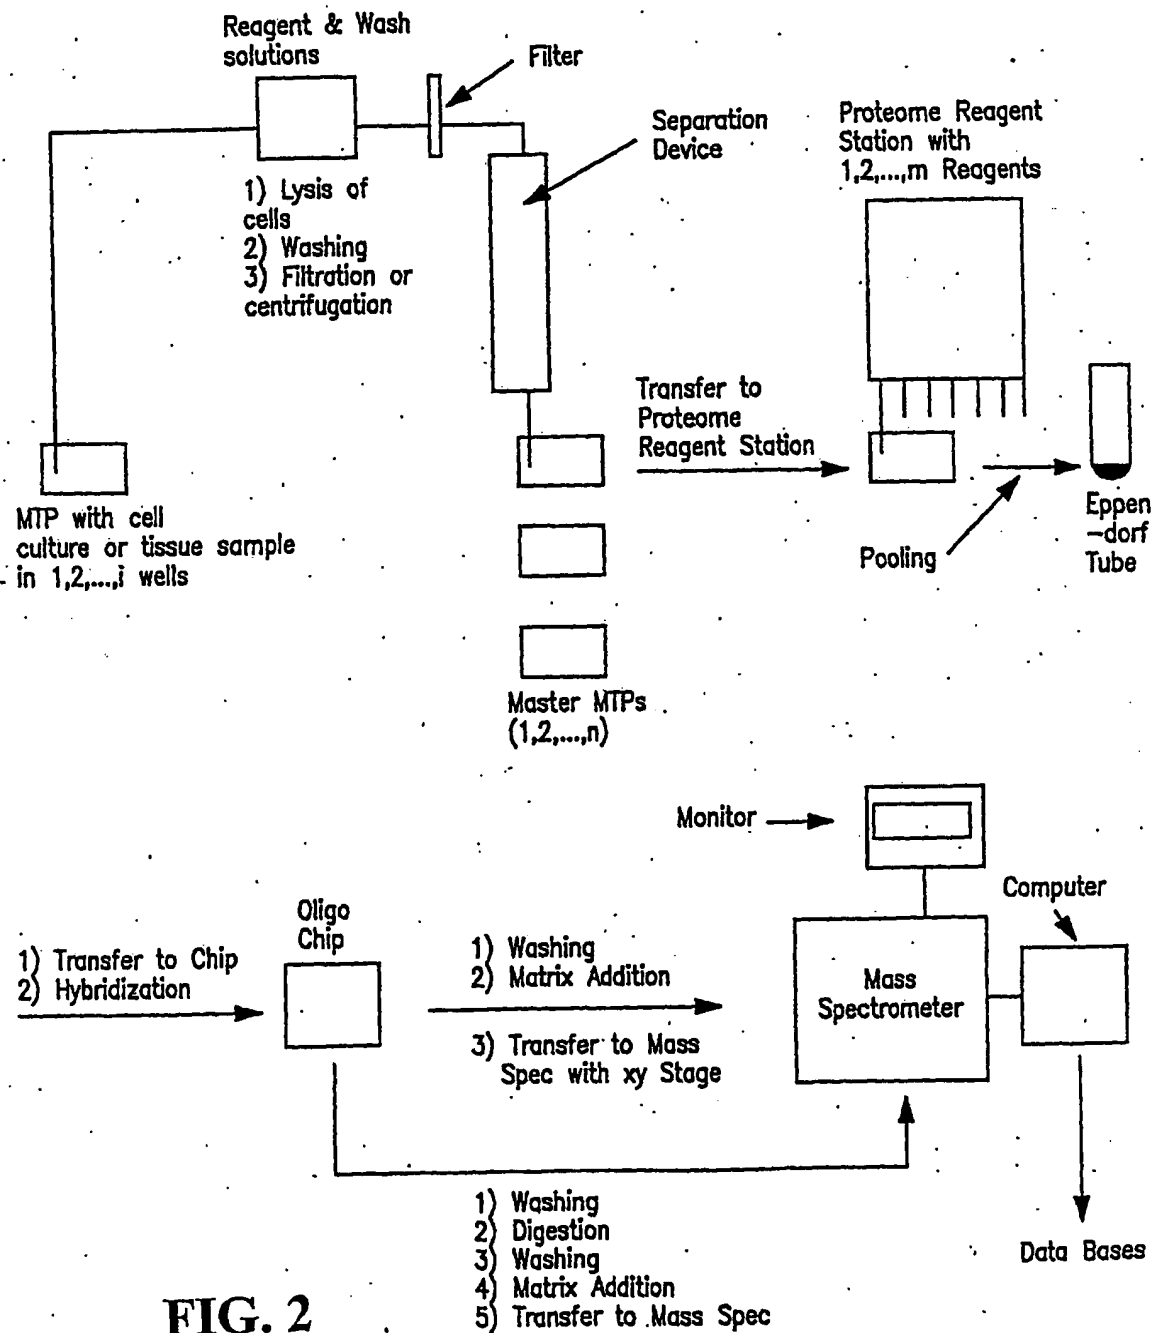 Reagent & Wash
solutions
Filter
Separation
Device
Proteome Reagent
Station with
1,2,...,m Reagents
1) Lysis of
cells
2) Washing
3) Filtration or
centrifugation
Transfer to
Proteome
Reagent Station
MTP with cell
culture or tissue sample
in 1,2,...,i wells
Pooling
Eppen
-dorf
Tube
Master MTPs
(1,2,...,n)
Monitor
Computer
Oligo
Chip
1) Transfer to Chip
2) Hybridization
1) Washing
2) Matrix Addition
3) Transfer to Mass
Spec with xy Stage
Mass
Spectrometer
1) Washing
2) Digestion
3) Washing
4) Matrix Addition
5) Transfer to Mass Spec
Data Bases
FIG. 2